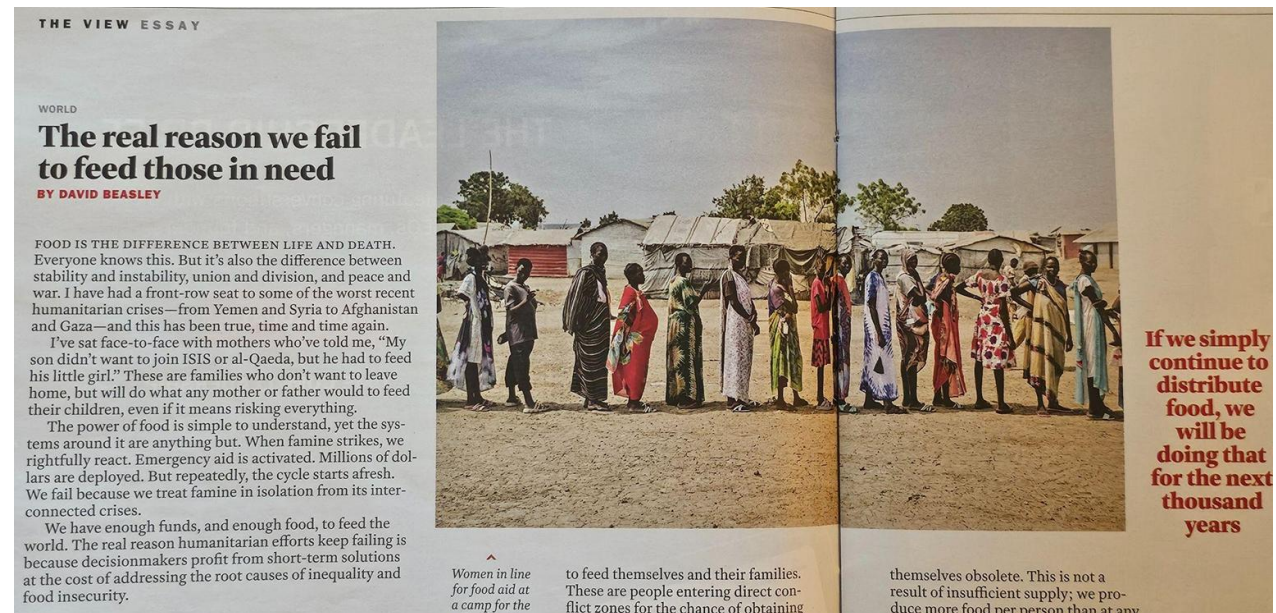 THE VIEW ESSAY
WORLD
The real reason we fail
to feed those in need
BY DAVID BEASLEY
FOOD IS THE DIFFERENCE BETWEEN LIFE AND DEATH.
Everyone knows this. But it's also the difference between
stability and instability, union and division, and peace and
war. I have had a front-row seat to some of the worst recent
humanitarian crises—from Yemen and Syria to Afghanistan
and Gaza—and this has been true, time and time again.
I've sat face-to-face with mothers who've told me, “My
son didn't want to join ISIS or al-Qaeda, but he had to feed
his little girl.” These are families who don't want to leave
home, but will do what any mother or father would to feed
their children, even if it means risking everything.
The power of food is simple to understand, yet the sys-
tems around it are anything but. When famine strikes, we
rightfully react. Emergency aid is activated. Millions of dol-
lars are deployed. But repeatedly, the cycle starts afresh.
We fail because we treat famine in isolation from its inter-
connected crises.
We have enough funds, and enough food, to feed the
world. The real reason humanitarian efforts keep failing is
because decisionmakers profit from short-term solutions
at the cost of addressing the root causes of inequality and
food insecurity.
Women in line
for food aid at
a camp for the
to feed themselves and their families.
These are people entering direct con-
flict zones for the chance of obtaining
themselves obsolete. This is not a
result of insufficient supply; we pro-
duce more food per person than at any
If we simply
continue to
distribute
food, we
will be
doing that
for the next
thousand
years